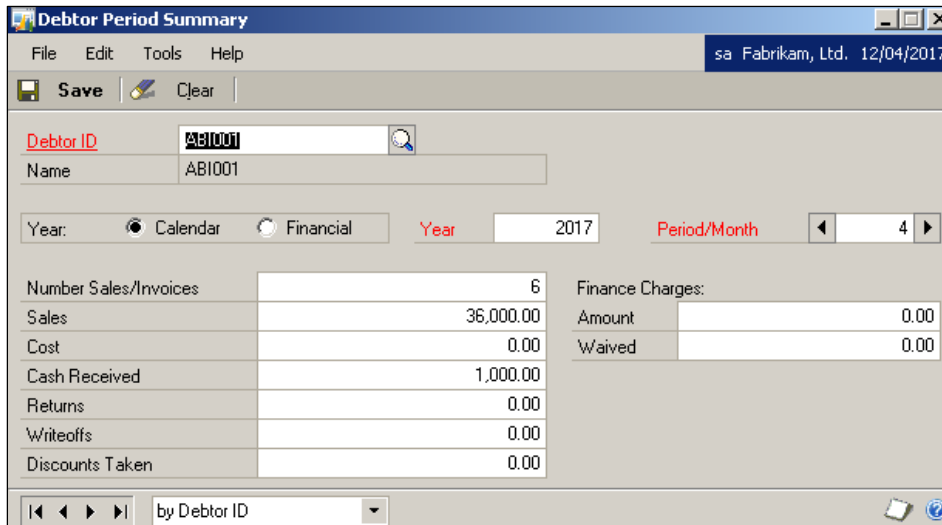 Debtor Period Summary
File Edit Tools Help sa Fabrikam, Ltd. 12/04/2017
Save Clear
Debtor ID ABI001
Name ABI001
Year: Calendar Financial Year 2017 Period/Month 4
Number Sales/Invoices 6 Finance Charges:
Sales 36,000.00 Amount 0.00
Cost 0.00 Waived 0.00
Cash Received 1,000.00
Returns 0.00
Writeoffs 0.00
Discounts Taken 0.00
by Debtor ID